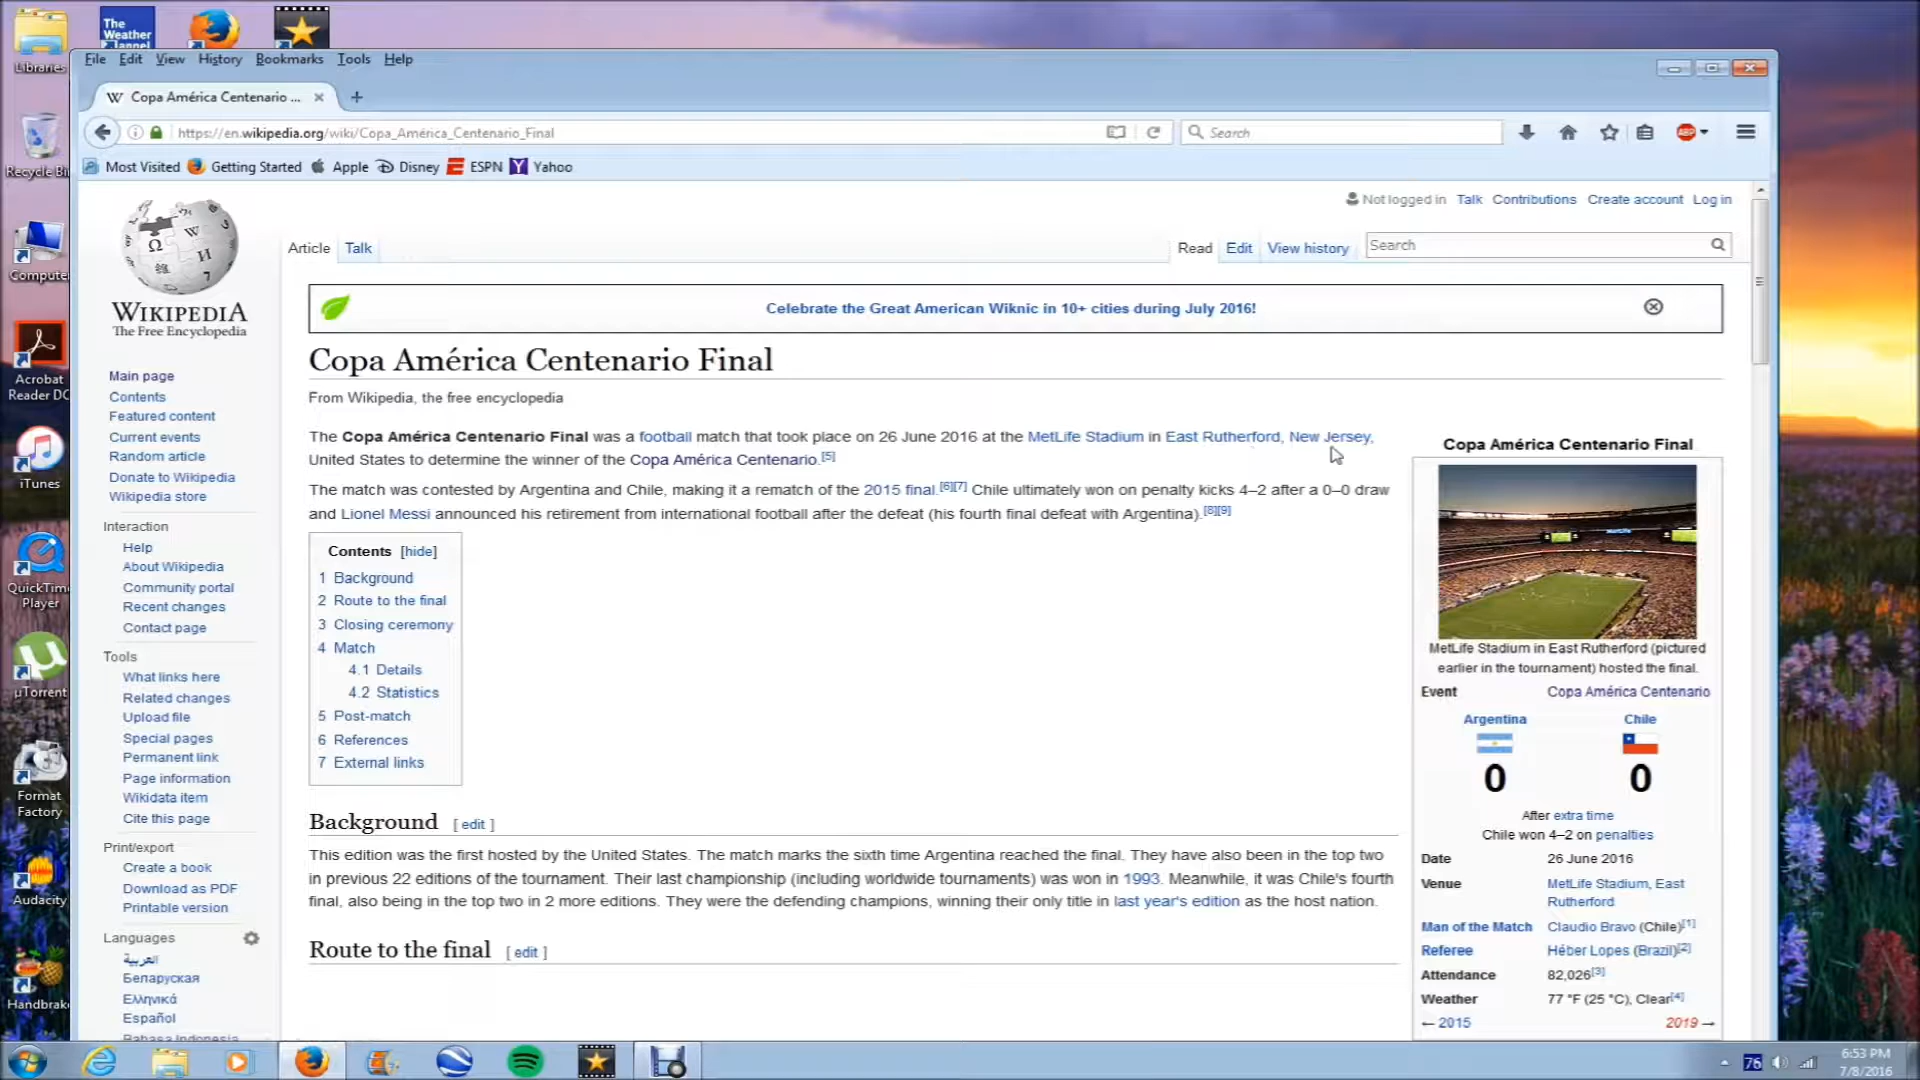 Libraries
The
Weather
Channel
Recycle Bi
Computer
Acrobat
Reader DC
iTunes
QuickTime
Player
µTorrent
Format
Factory
Audacity
Handbrake
File Edit View History Bookmarks Tools Help
W Copa América Centenario ...
https://en.wikipedia.org/wiki/Copa_América_Centenario_Final
Search
ABP
Most Visited Getting Started Apple Disney ESPN Yahoo
WIKIPEDIA
The Free Encyclopedia
Not logged in Talk Contributions Create account Log in
Article Talk
Read Edit View history
Search
Main page
Contents
Featured content
Current events
Random article
Donate to Wikipedia
Wikipedia store
Interaction
Help
About Wikipedia
Community portal
Recent changes
Contact page
Tools
What links here
Related changes
Upload file
Special pages
Permanent link
Page information
Wikidata item
Cite this page
Print/export
Create a book
Download as PDF
Printable version
Languages
العربية
Беларуская
Ελληνικά
Español
Bahasa Indonesia
Celebrate the Great American Wiknic in 10+ cities during July 2016!
Copa América Centenario Final
From Wikipedia, the free encyclopedia
The Copa América Centenario Final was a football match that took place on 26 June 2016 at the MetLife Stadium in East Rutherford, New Jersey,
United States to determine the winner of the Copa América Centenario.[5]
The match was contested by Argentina and Chile, making it a rematch of the 2015 final.[6][7] Chile ultimately won on penalty kicks 4–2 after a 0–0 draw
and Lionel Messi announced his retirement from international football after the defeat (his fourth final defeat with Argentina).[8][9]
Contents [hide]
1 Background
2 Route to the final
3 Closing ceremony
4 Match
4.1 Details
4.2 Statistics
5 Post-match
6 References
7 External links
Background [ edit ]
This edition was the first hosted by the United States. The match marks the sixth time Argentina reached the final. They have also been in the top two
in previous 22 editions of the tournament. Their last championship (including worldwide tournaments) was won in 1993. Meanwhile, it was Chile's fourth
final, also being in the top two in 2 more editions. They were the defending champions, winning their only title in last year's edition as the host nation.
Route to the final [ edit ]
Copa América Centenario Final
MetLife Stadium in East Rutherford (pictured
earlier in the tournament) hosted the final.
Event Copa América Centenario
Argentina Chile
0 0
After extra time
Chile won 4–2 on penalties
Date 26 June 2016
Venue MetLife Stadium, East
Rutherford
Man of the Match Claudio Bravo (Chile)[1]
Referee Héber Lopes (Brazil)[2]
Attendance 82,026[3]
Weather 77 °F (25 °C), Clear[4]
← 2015 2019 →
76
6:53 PM
7/8/2016